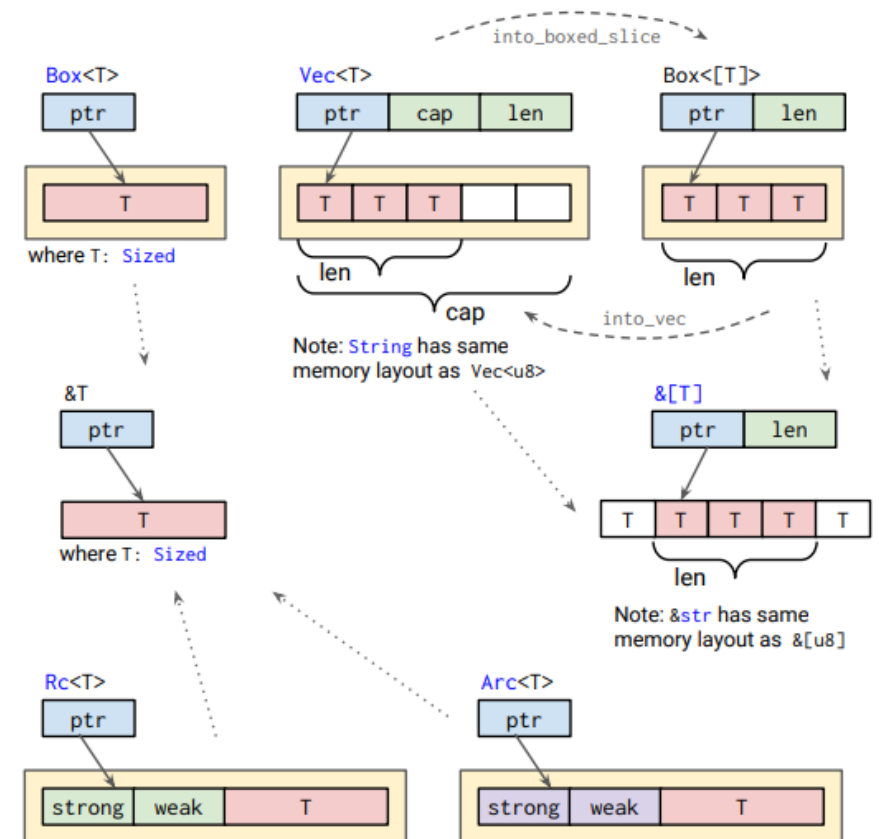 into_boxed_slice
Box<T>
Vec<T>
Box<[T]>
ptr
ptr cap len
ptr len
T
T T T
T T T
where T: Sized
len
cap
len
into_vec
Note: String has same
memory layout as Vec<u8>
&T
&[T]
ptr
ptr len
T
T T T T T
where T: Sized
len
Note: &str has same
memory layout as &[u8]
Rc<T>
Arc<T>
ptr
ptr
strong weak T
strong weak T